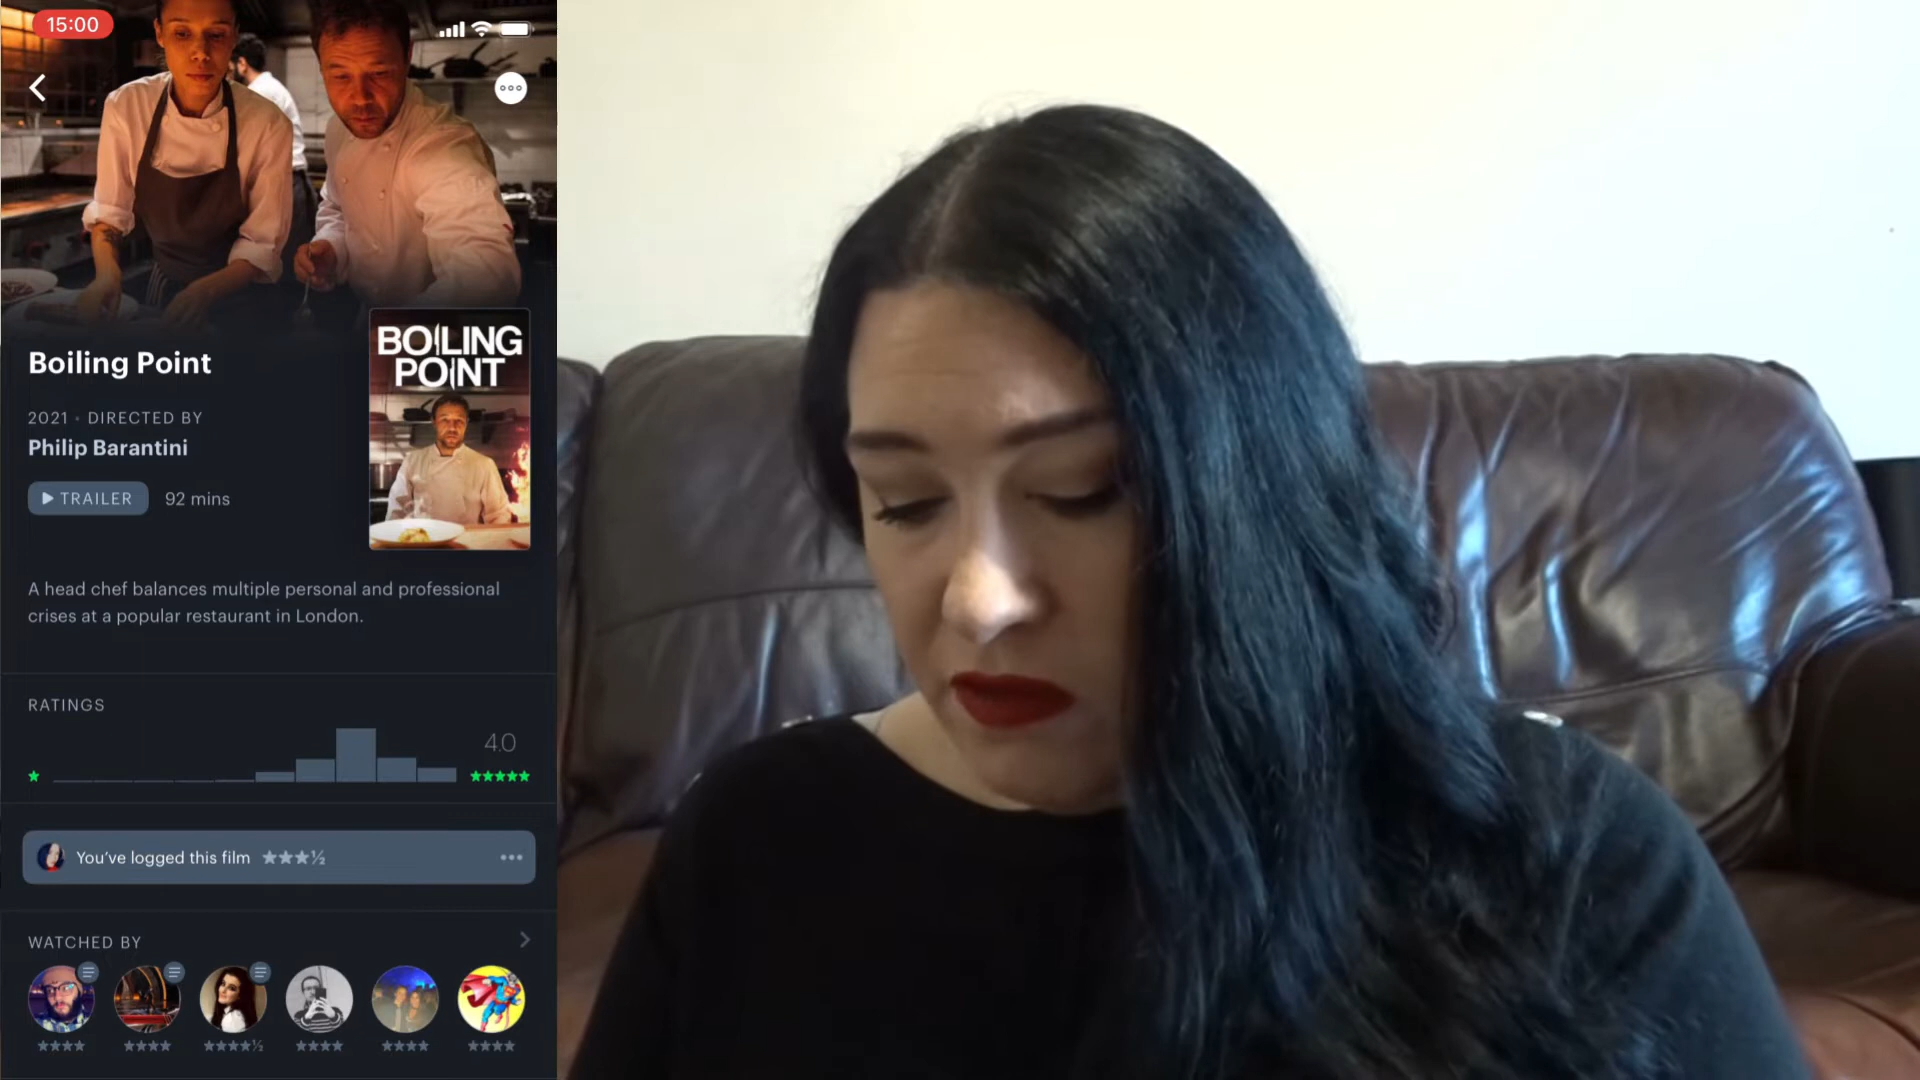 15:00
BOILING
POINT
Boiling Point
2021 • DIRECTED BY
Philip Barantini
TRAILER 92 mins
A head chef balances multiple personal and professional
crises at a popular restaurant in London.
RATINGS
4.0
You’ve logged this film ★★★½
WATCHED BY
★★★★ ★★★★ ★★★★½ ★★★★ ★★★★ ★★★★